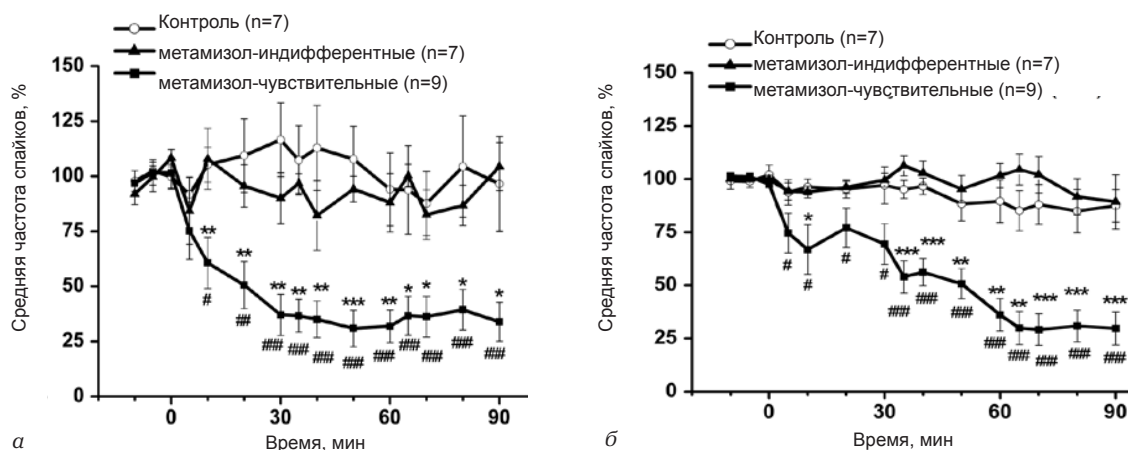 Контроль (n=7)
метамизол-индифферентные (n=7)
метамизол-чувствительные (n=9)
Средняя частота спайков, %
150
125
100
75
50
25
0
** ** ** ** ** *** ** * * * *
# ## ### ### ### ### ### ### ### ### ###
0 30 60 90
Время, мин
а
Контроль (n=7)
метамизол-индифферентные (n=7)
метамизол-чувствительные (n=9)
Средняя частота спайков, %
150
125
100
75
50
25
0
* *** *** ** ** ** *** *** ***
# # # # ### ### ### ### ### ### ### ###
0 30 60 90
Время, мин
б